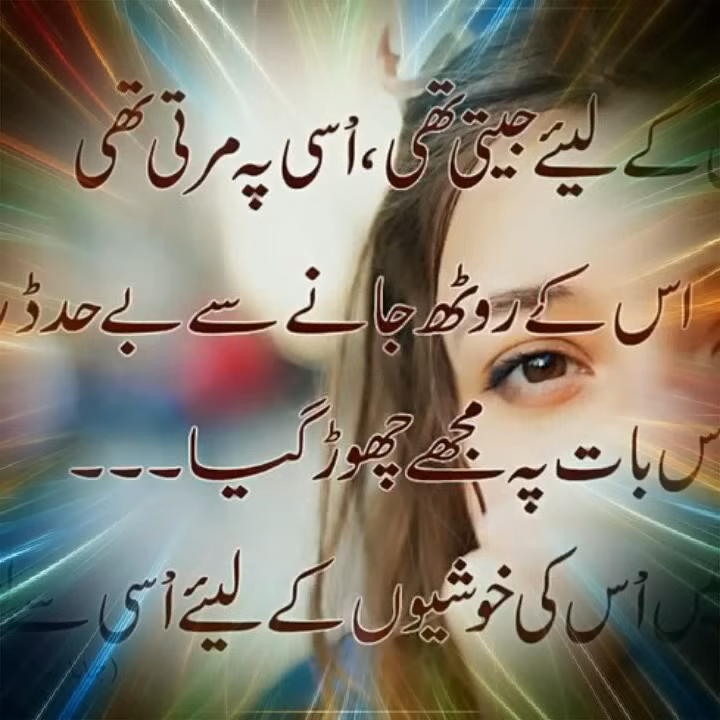 کے لیئے جیتی تھی، اُسی پہ مرتی تھی
اس کے روٹھ جانے سے بے حد
بات پہ مجھے چھوڑ گیا۔۔۔
اُس کی خوشیوں کے لیئے اُسی